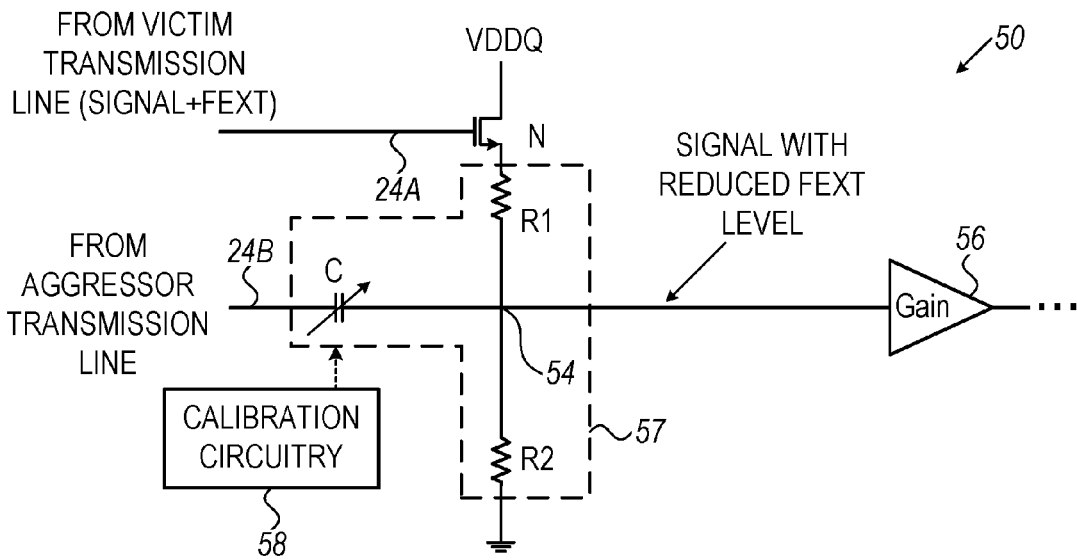 FROM VICTIM
TRANSMISSION
LINE (SIGNAL+FEXT)
VDDQ
50
N
24A
SIGNAL WITH
REDUCED FEXT
LEVEL
R1
FROM
AGGRESSOR
TRANSMISSION
LINE
24B
C
56
Gain
54
CALIBRATION
CIRCUITRY
57
R2
58